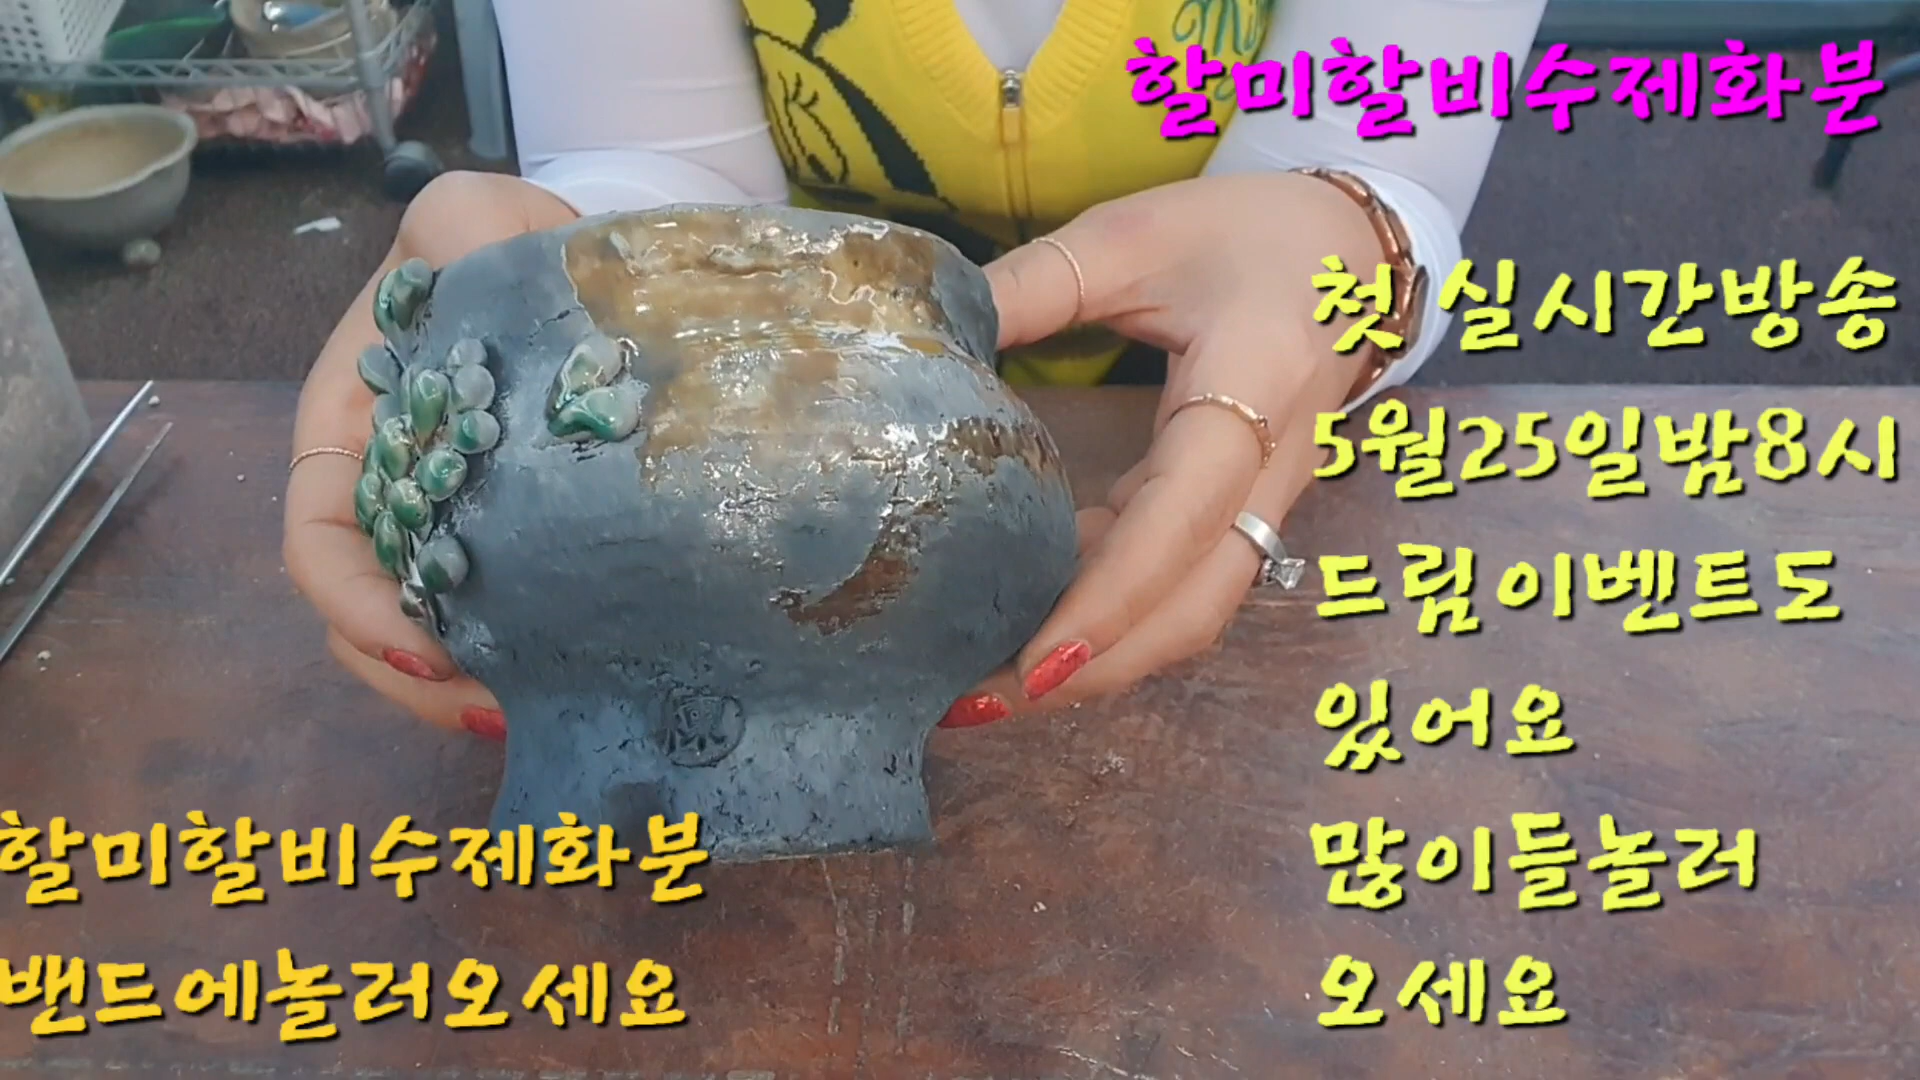 할미할비수제화분
첫 실시간방송
5월25일밤8시
드림이벤트도
있어요
많이들놀러
오세요
할미할비수제화분
밴드에놀러오세요